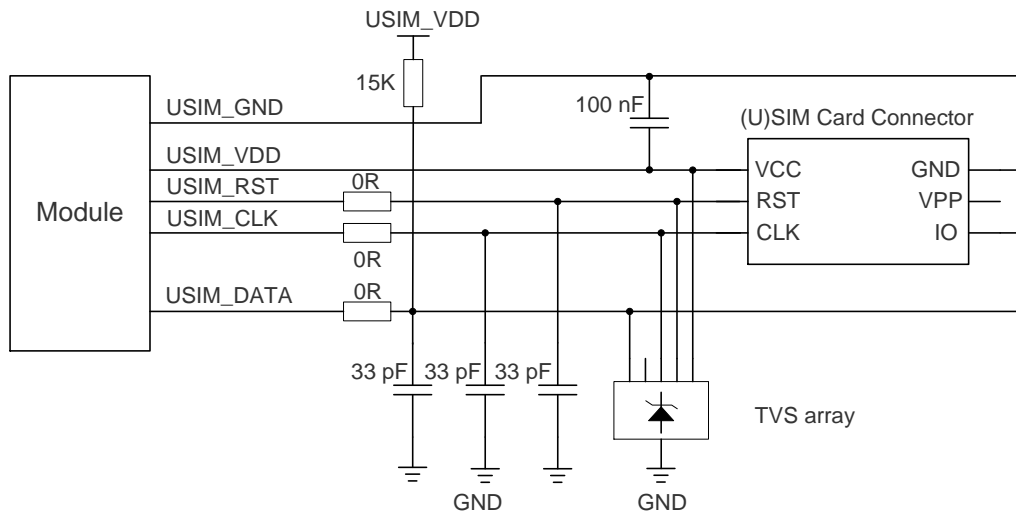 USIM_VDD
15K
USIM_GND
100 nF
(U)SIM Card Connector
USIM_VDD
VCC
GND
USIM_RST
0R
RST
VPP
Module
USIM_CLK
0R
CLK
IO
USIM_DATA
0R
33 pF
33 pF
33 pF
TVS array
GND
GND